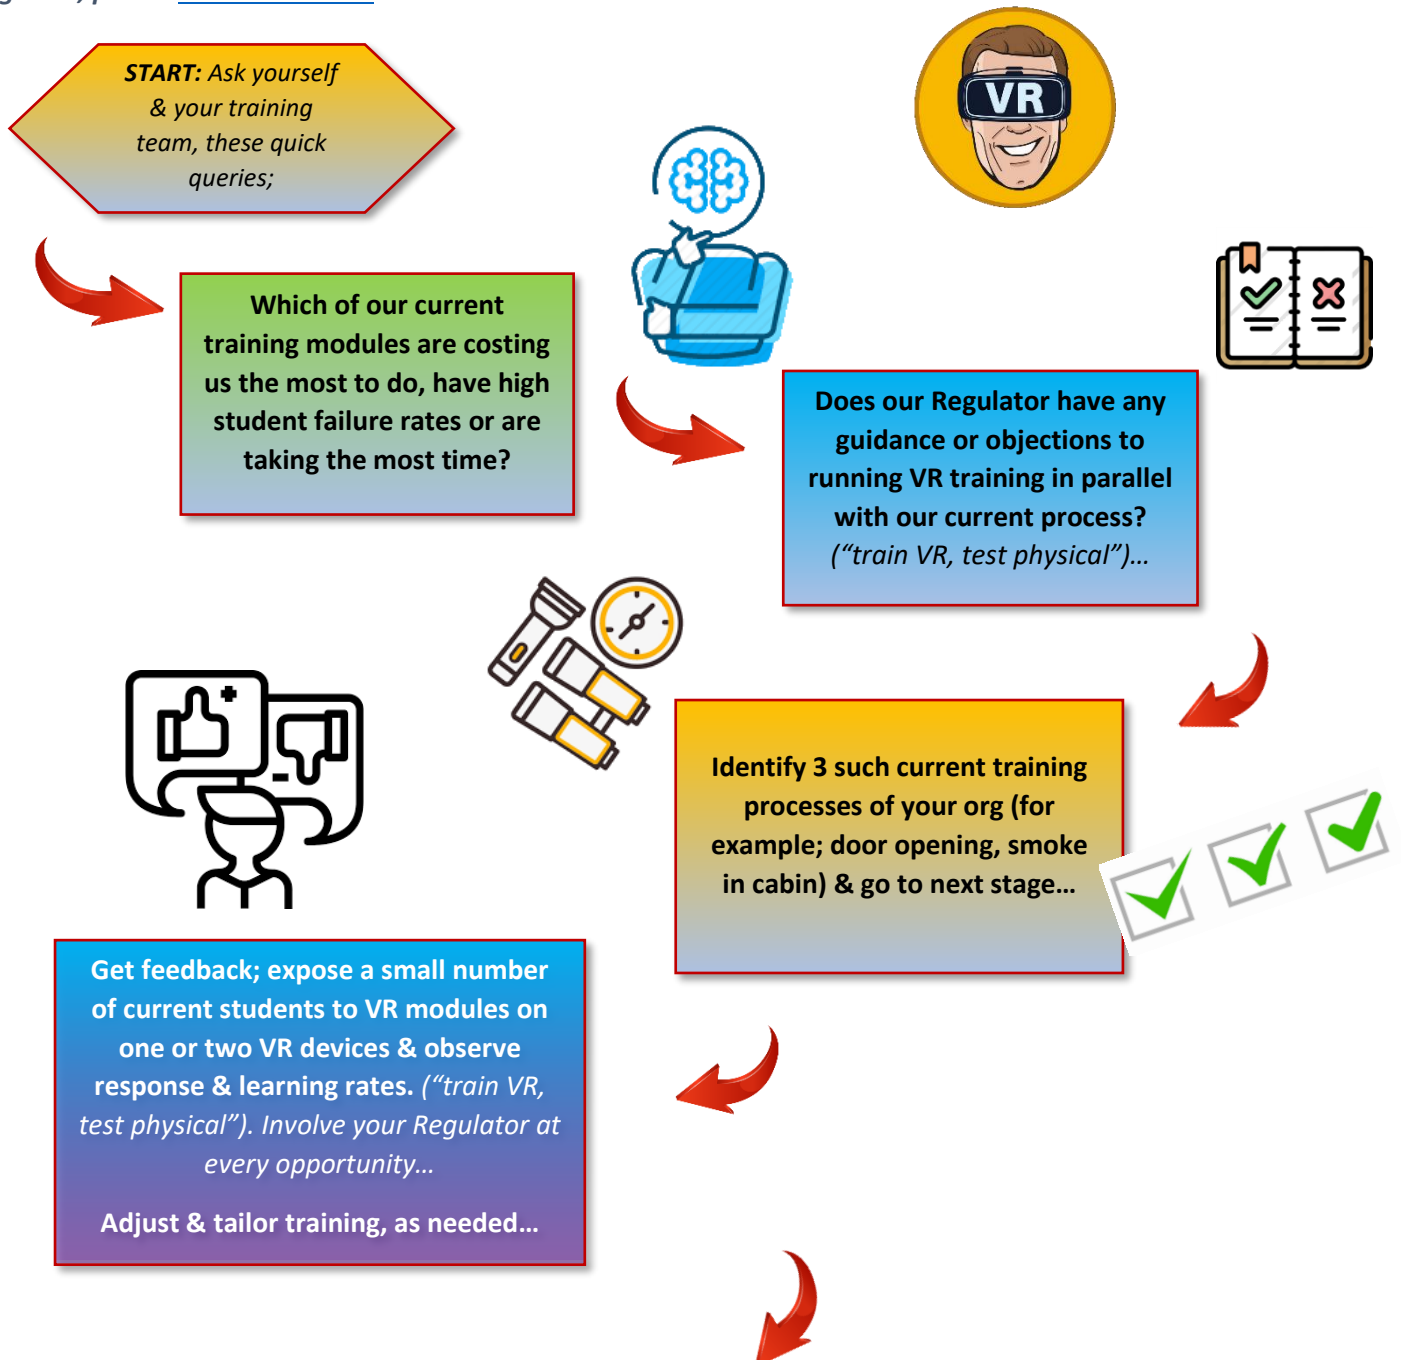 START: Ask yourself
& your training
team, these quick
queries;
VR
Which of our current
training modules are costing
us the most to do, have high
student failure rates or are
taking the most time?
Does our Regulator have any
guidance or objections to
running VR training in parallel
with our current process?
(“train VR, test physical”)…
Identify 3 such current training
processes of your org (for
example; door opening, smoke
in cabin) & go to next stage…
Get feedback; expose a small number
of current students to VR modules on
one or two VR devices & observe
response & learning rates. (“train VR,
test physical”). Involve your Regulator at
every opportunity…
Adjust & tailor training, as needed…